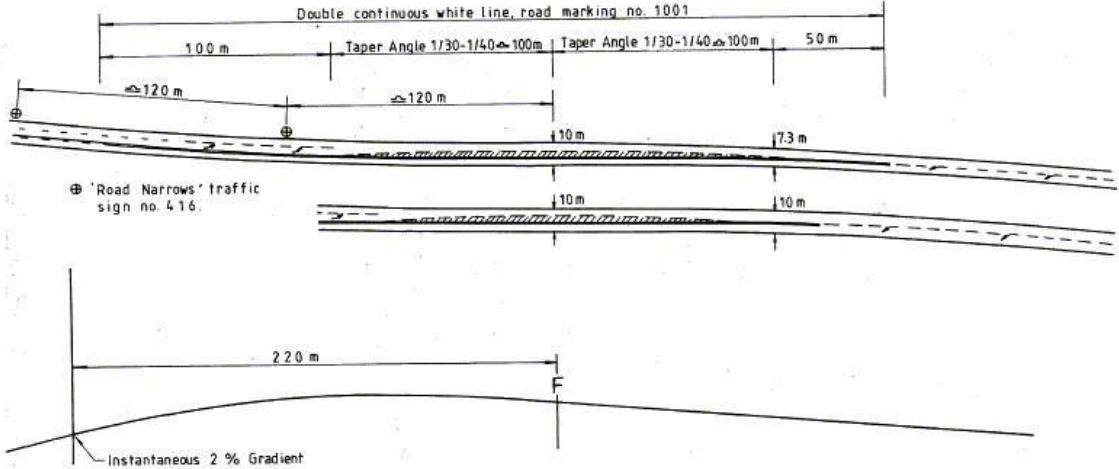 Double continuous white line, road marking no. 1001
100 m
Taper Angle 1/30-1/40≏100m
Taper Angle 1/30-1/40≏100m
50 m
≏120 m
≏120 m
10 m
7.3 m
⊕ 'Road Narrows' traffic
sign no. 416.
10 m
10 m
220 m
F
Instantaneous 2 % Gradient